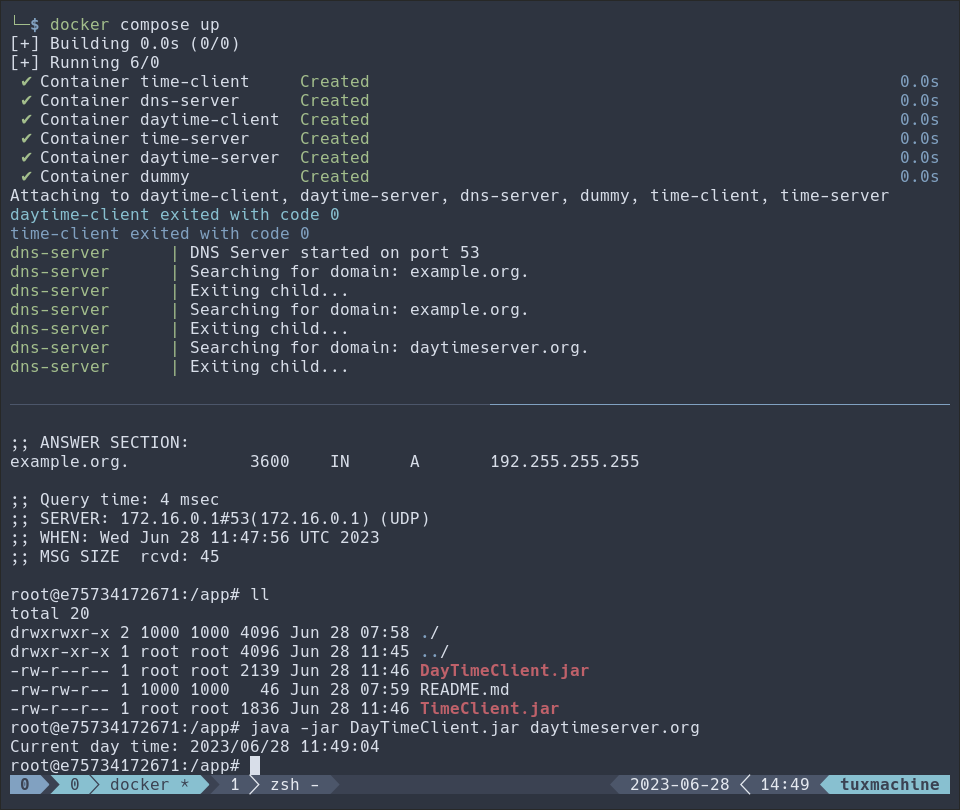 └─$ docker compose up
[+] Building 0.0s (0/0)
[+] Running 6/0
✔ Container time-client     Created     0.0s
✔ Container dns-server      Created     0.0s
✔ Container daytime-client  Created     0.0s
✔ Container time-server     Created     0.0s
✔ Container daytime-server  Created     0.0s
✔ Container dummy           Created     0.0s
Attaching to daytime-client, daytime-server, dns-server, dummy, time-client, time-server
daytime-client exited with code 0
time-client exited with code 0
dns-server      | DNS Server started on port 53
dns-server      | Searching for domain: example.org.
dns-server      | Exiting child...
dns-server      | Searching for domain: example.org.
dns-server      | Exiting child...
dns-server      | Searching for domain: daytimeserver.org.
dns-server      | Exiting child...
;; ANSWER SECTION:
example.org.            3600    IN      A       192.255.255.255
;; Query time: 4 msec
;; SERVER: 172.16.0.1#53(172.16.0.1) (UDP)
;; WHEN: Wed Jun 28 11:47:56 UTC 2023
;; MSG SIZE  rcvd: 45
root@e75734172671:/app# ll
total 20
drwxrwxr-x 2 1000 1000 4096 Jun 28 07:58 ./
drwxr-xr-x 1 root root 4096 Jun 28 11:45 ../
-rw-r--r-- 1 root root 2139 Jun 28 11:46 DayTimeClient.jar
-rw-rw-r-- 1 1000 1000   46 Jun 28 07:59 README.md
-rw-r--r-- 1 root root 1836 Jun 28 11:46 TimeClient.jar
root@e75734172671:/app# java -jar DayTimeClient.jar daytimeserver.org
Current day time: 2023/06/28 11:49:04
root@e75734172671:/app#
0 0 docker * 1 zsh - 2023-06-28 14:49 tuxmachine